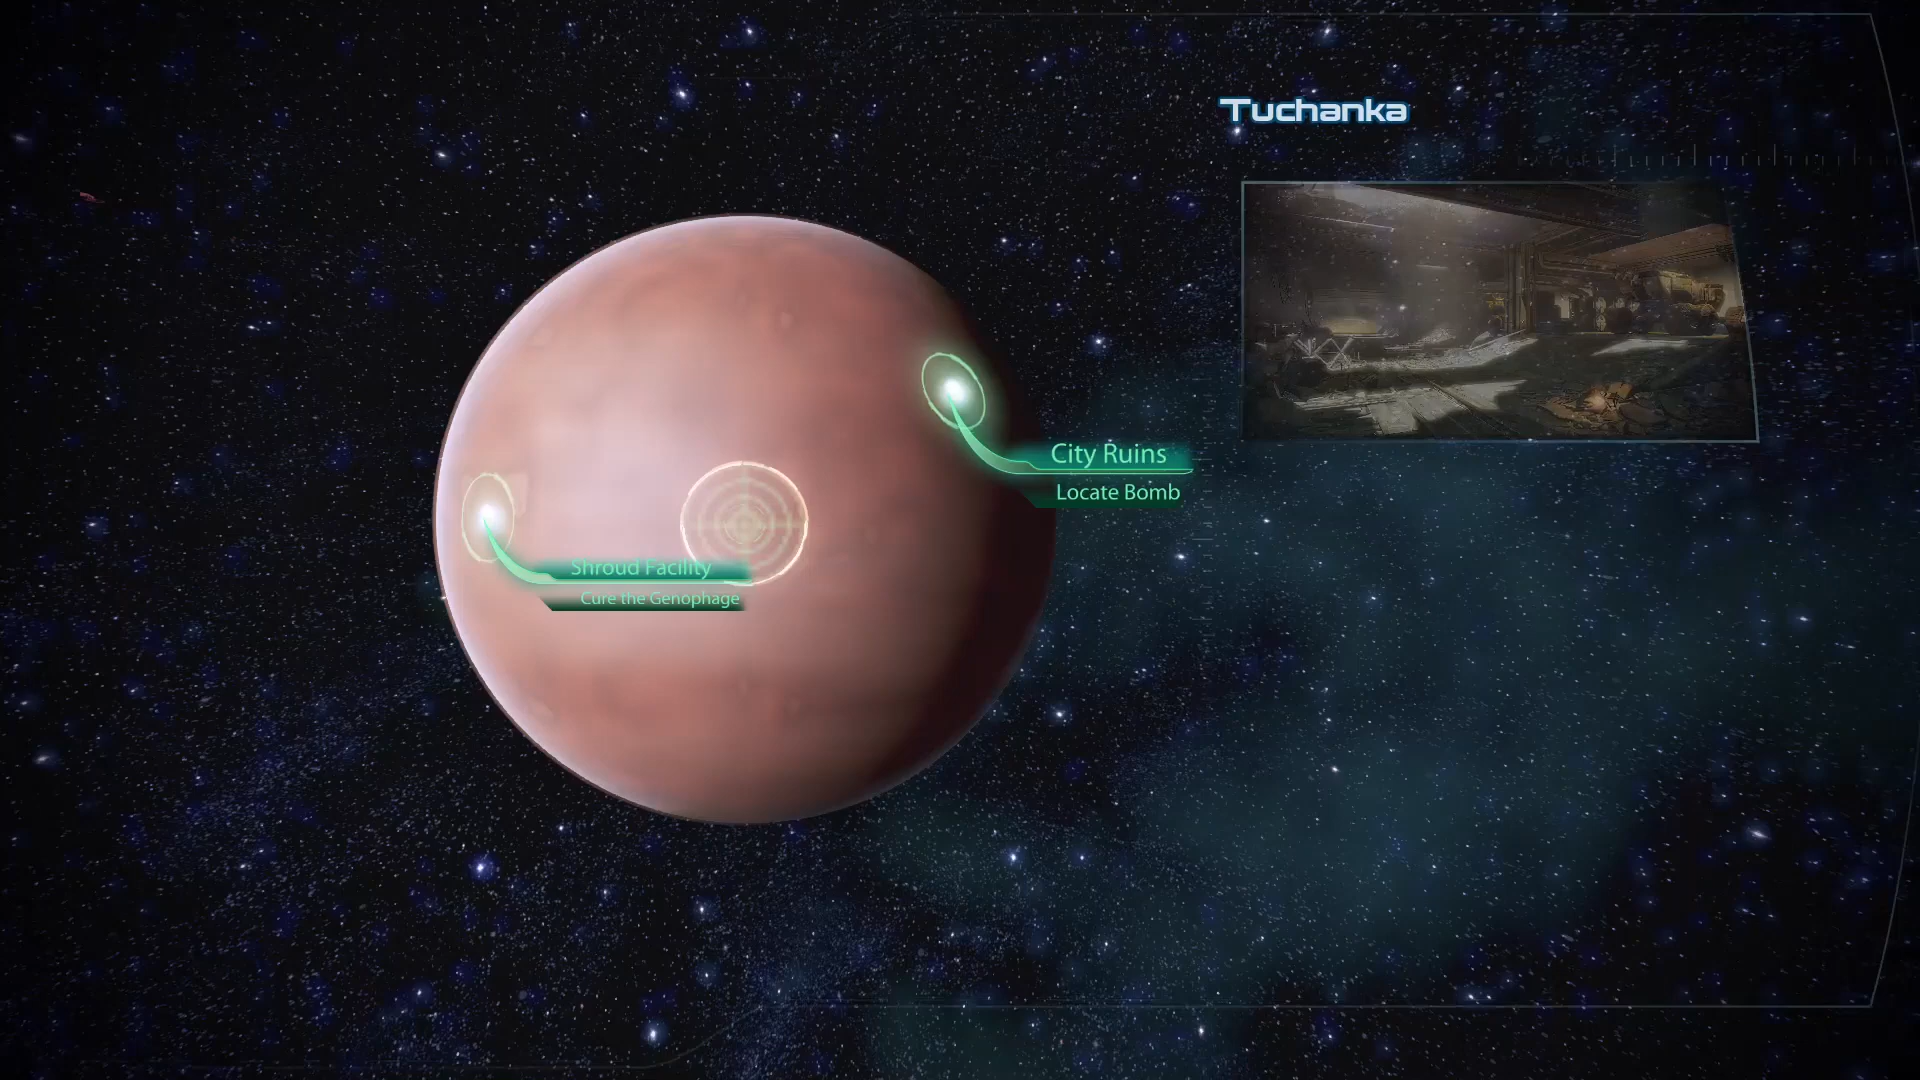 Tuchanka
City Ruins
Locate Bomb
Shroud Facility
Cure the Genophage